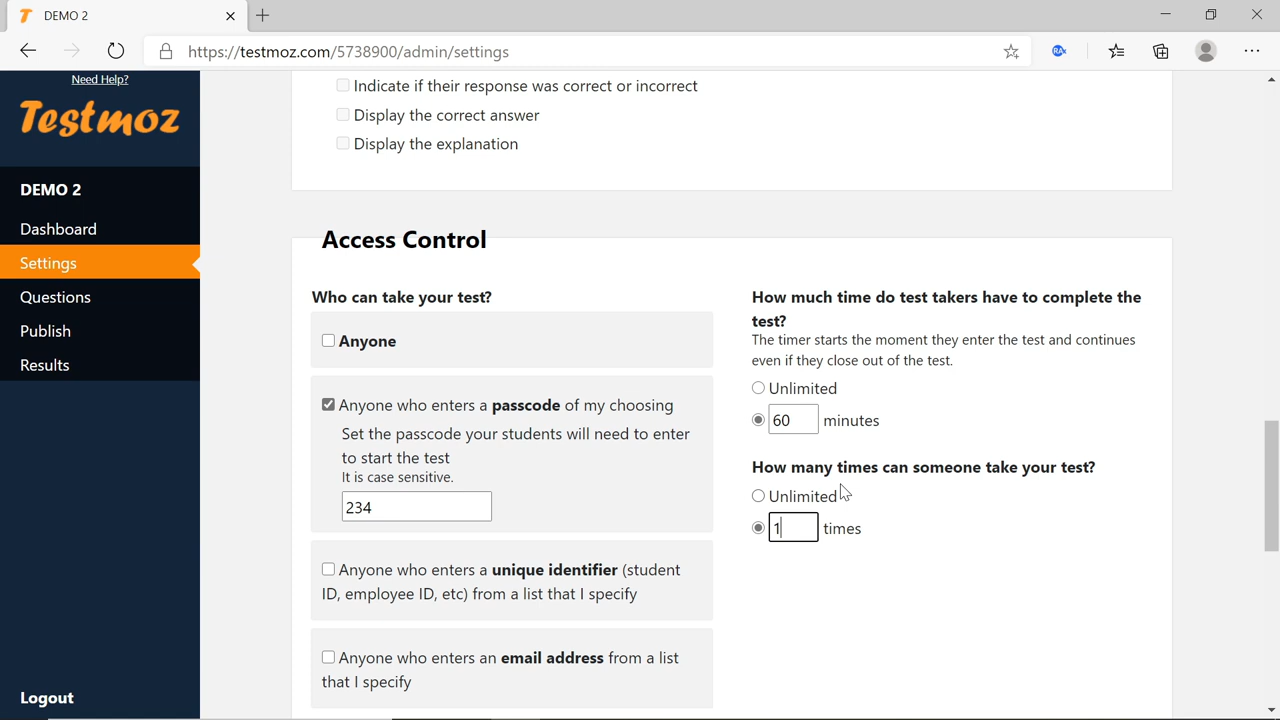 DEMO 2
https://testmoz.com/5738900/admin/settings
Need Help?
Testmoz
DEMO 2
Dashboard
Settings
Questions
Publish
Results
Logout
Indicate if their response was correct or incorrect
Display the correct answer
Display the explanation
Access Control
Who can take your test?
Anyone
Anyone who enters a passcode of my choosing
Set the passcode your students will need to enter
to start the test
It is case sensitive.
234
Anyone who enters a unique identifier (student
ID, employee ID, etc) from a list that I specify
Anyone who enters an email address from a list
that I specify
How much time do test takers have to complete the
test?
The timer starts the moment they enter the test and continues
even if they close out of the test.
Unlimited
60 minutes
How many times can someone take your test?
Unlimited
1 times